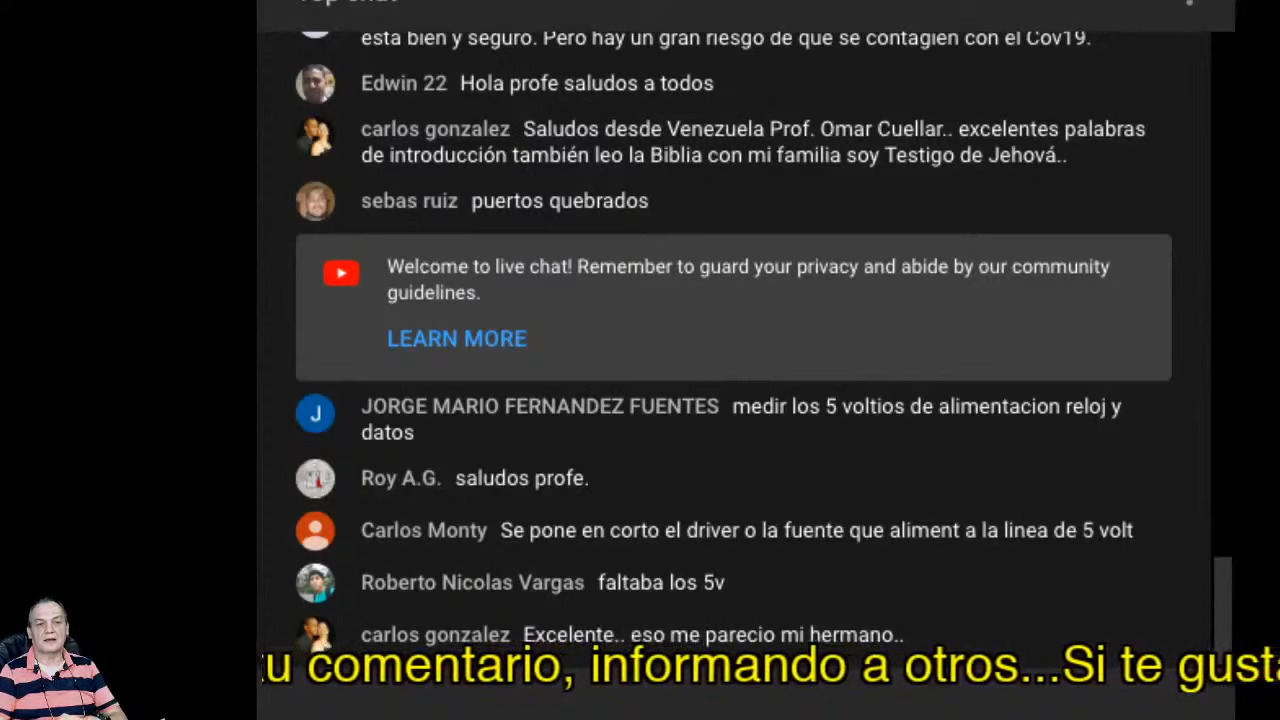 Top chat
esta bien y seguro. Pero hay un gran riesgo de que se contagien con el Cov19.
Edwin 22 Hola profe saludos a todos
carlos gonzalez Saludos desde Venezuela Prof. Omar Cuellar.. excelentes palabras
de introducción también leo la Biblia con mi familia soy Testigo de Jehová..
sebas ruiz puertos quebrados
Welcome to live chat! Remember to guard your privacy and abide by our community
guidelines.
LEARN MORE
J
JORGE MARIO FERNANDEZ FUENTES medir los 5 voltios de alimentacion reloj y
datos
Roy A.G. saludos profe.
Carlos Monty Se pone en corto el driver o la fuente que aliment a la linea de 5 volt
Roberto Nicolas Vargas faltaba los 5v
carlos gonzalez Excelente.. eso me parecio mi hermano..
tu comentario, informando a otros...Si te gusta